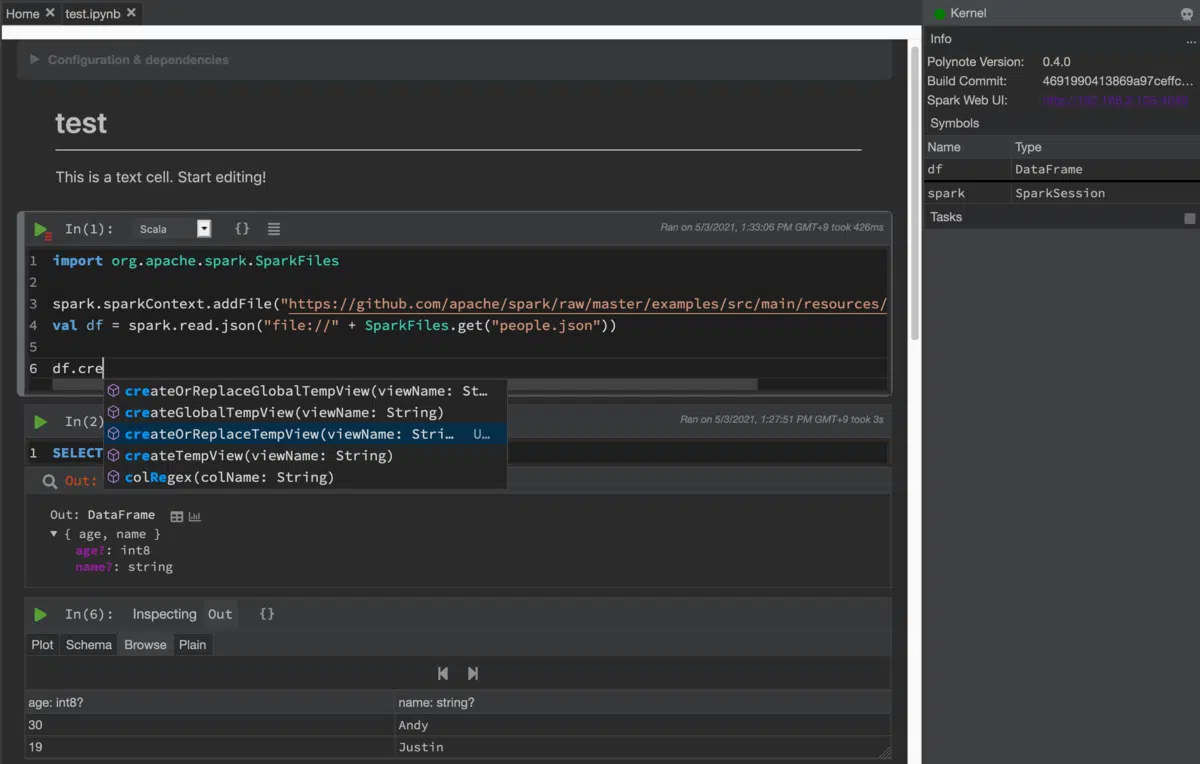 Home
test.ipynb
Configuration & dependencies
test
This is a text cell. Start editing!
In(1):
Scala
{}
Ran on 5/3/2021, 1:33:06 PM GMT+9 took 426ms
1 import org.apache.spark.SparkFiles
2
3 spark.sparkContext.addFile("https://github.com/apache/spark/raw/master/examples/src/main/resources/
4 val df = spark.read.json("file://" + SparkFiles.get("people.json"))
5
6 df.cre
createOrReplaceGlobalTempView(viewName: St…
createGlobalTempView(viewName: String)
createOrReplaceTempView(viewName: Stri… U…
createTempView(viewName: String)
colRegex(colName: String)
In(2)
Ran on 5/3/2021, 1:27:51 PM GMT+9 took 3s
1 SELECT
Out:
Out: DataFrame
{ age, name }
age?: int8
name?: string
In(6):
Inspecting Out
{}
Plot Schema Browse Plain
age: int8? name: string?
30 Andy
19 Justin
Kernel
Info
...
Polynote Version: 0.4.0
Build Commit: 4691990413869a97ceffc...
Spark Web UI:
Symbols
Name Type
df DataFrame
spark SparkSession
Tasks